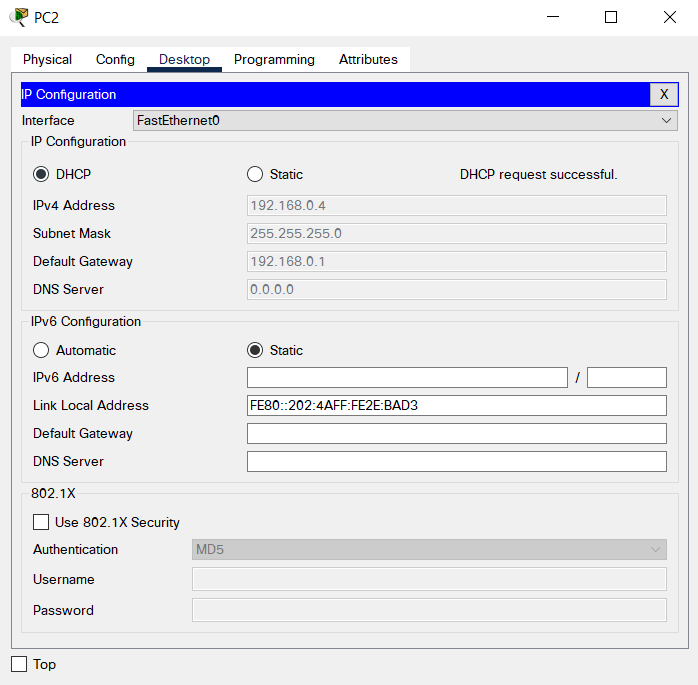 PC2
Physical Config Desktop Programming Attributes
IP Configuration X
Interface FastEthernet0
IP Configuration
DHCP Static DHCP request successful.
IPv4 Address 192.168.0.4
Subnet Mask 255.255.255.0
Default Gateway 192.168.0.1
DNS Server 0.0.0.0
IPv6 Configuration
Automatic Static
IPv6 Address /
Link Local Address FE80::202:4AFF:FE2E:BAD3
Default Gateway
DNS Server
802.1X
Use 802.1X Security
Authentication MD5
Username
Password
Top